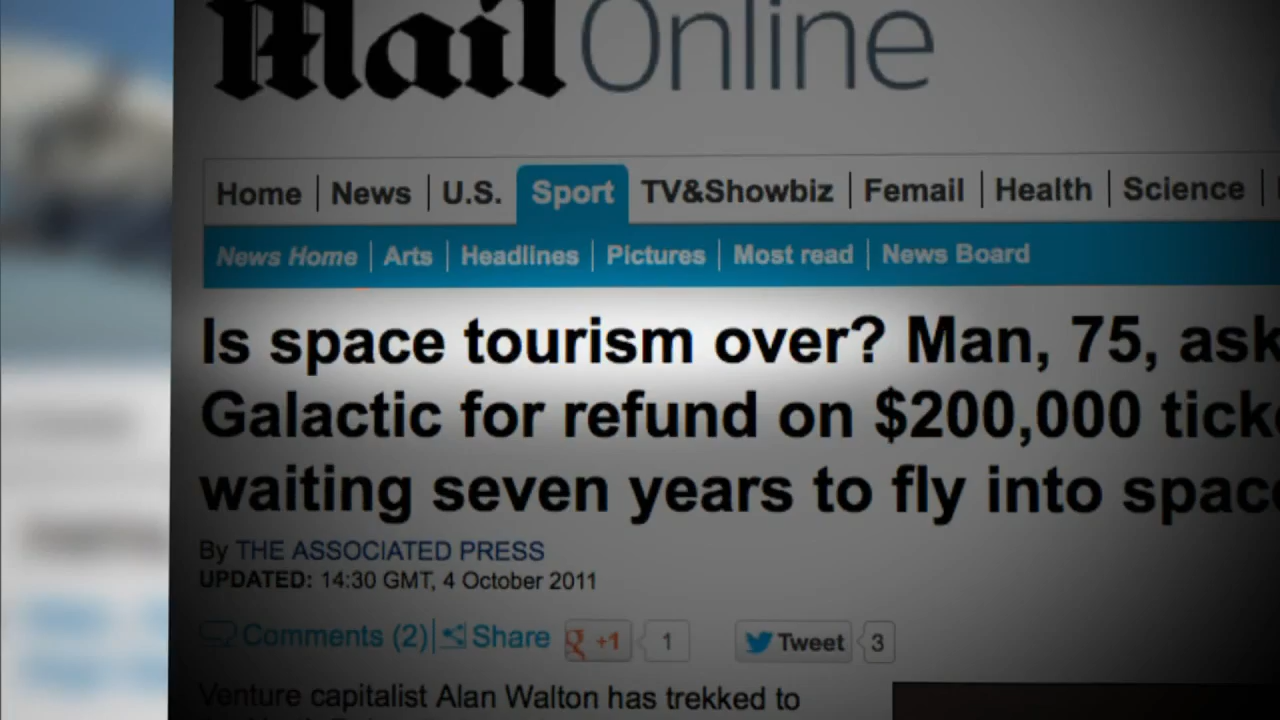 Mail Online
Home News U.S. Sport TV&Showbiz Femail Health Science
News Home Arts Headlines Pictures Most read News Board
Is space tourism over? Man, 75, ask
Galactic for refund on $200,000 tick
waiting seven years to fly into spac
By THE ASSOCIATED PRESS
UPDATED: 14:30 GMT, 4 October 2011
Comments (2) Share +1 1 Tweet 3
Venture capitalist Alan Walton has trekked to